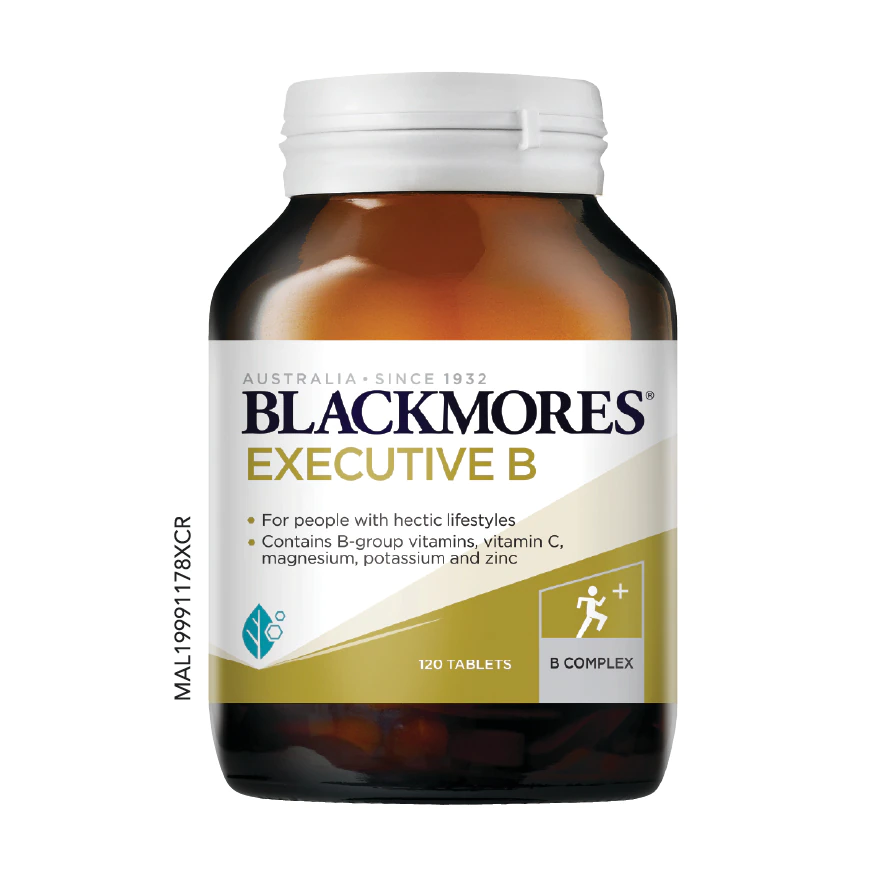 AUSTRALIA • SINCE 1932
BLACKMORES®
EXECUTIVE B
• For people with hectic lifestyles
• Contains B-group vitamins, vitamin C,
magnesium, potassium and zinc
120 TABLETS
B COMPLEX
MAL19991178XCR